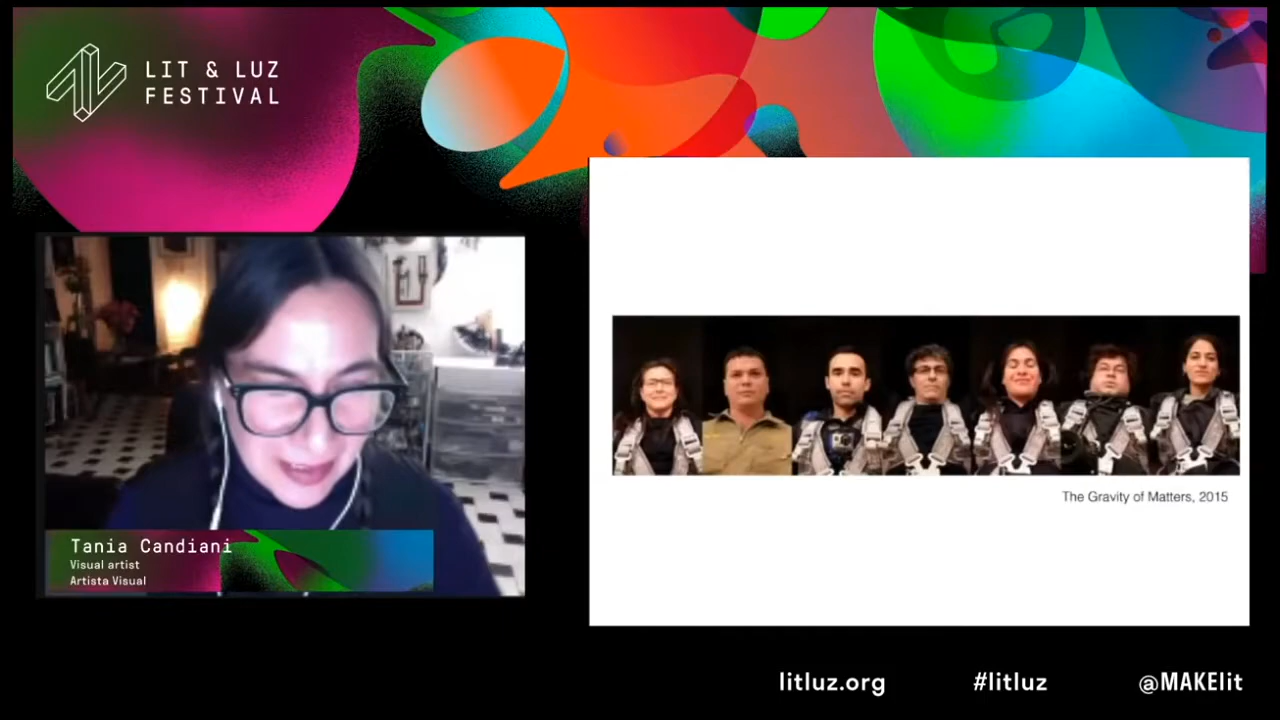 LIT & LUZ
FESTIVAL
Tania Candiani
Visual artist
Artista Visual
The Gravity of Matters, 2015
litluz.org
#litluz
@MAKElit